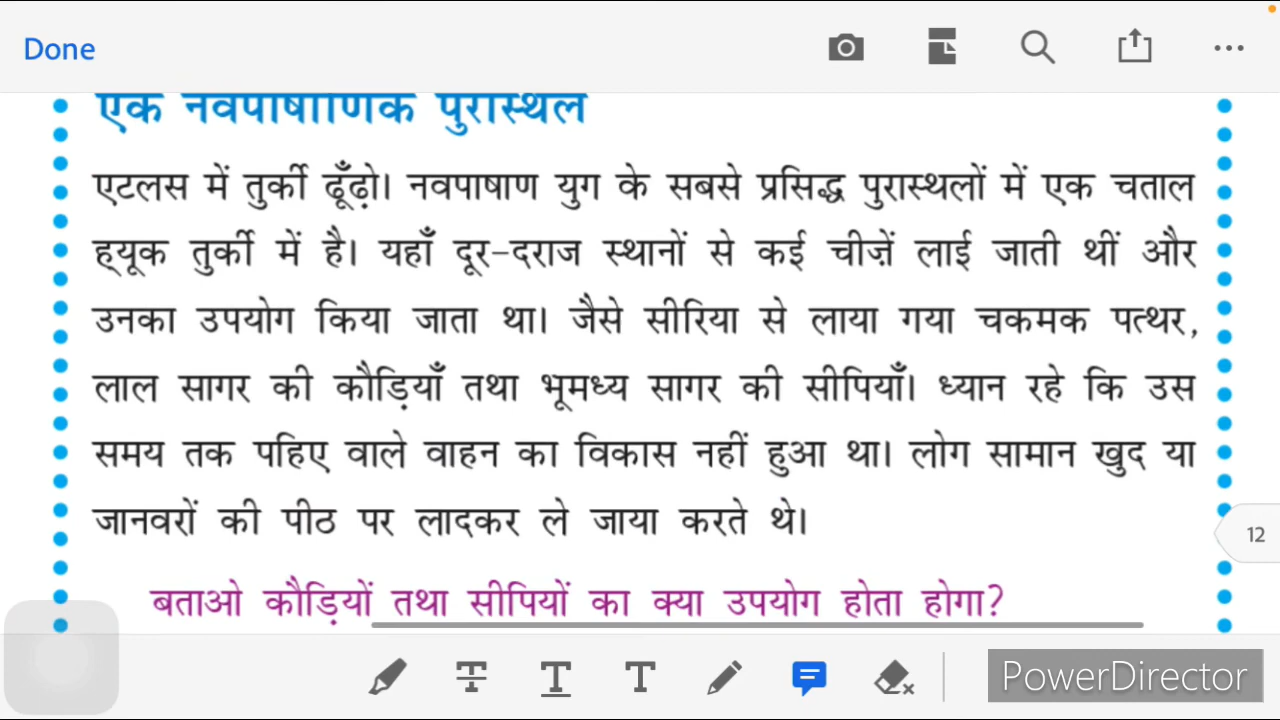 Done
एक नवपाषाणिक पुरास्थल
एटलस में तुर्की ढूँढ़ो। नवपाषाण युग के सबसे प्रसिद्ध पुरास्थलों में एक चताल
ह्यूक तुर्की में है। यहाँ दूर-दराज स्थानों से कई चीज़ें लाई जाती थीं और
उनका उपयोग किया जाता था। जैसे सीरिया से लाया गया चकमक पत्थर,
लाल सागर की कौड़ियाँ तथा भूमध्य सागर की सीपियाँ। ध्यान रहे कि उस
समय तक पहिए वाले वाहन का विकास नहीं हुआ था। लोग सामान खुद या
जानवरों की पीठ पर लादकर ले जाया करते थे।
12
बताओ कौड़ियों तथा सीपियों का क्या उपयोग होता होगा?
T T T
PowerDirector